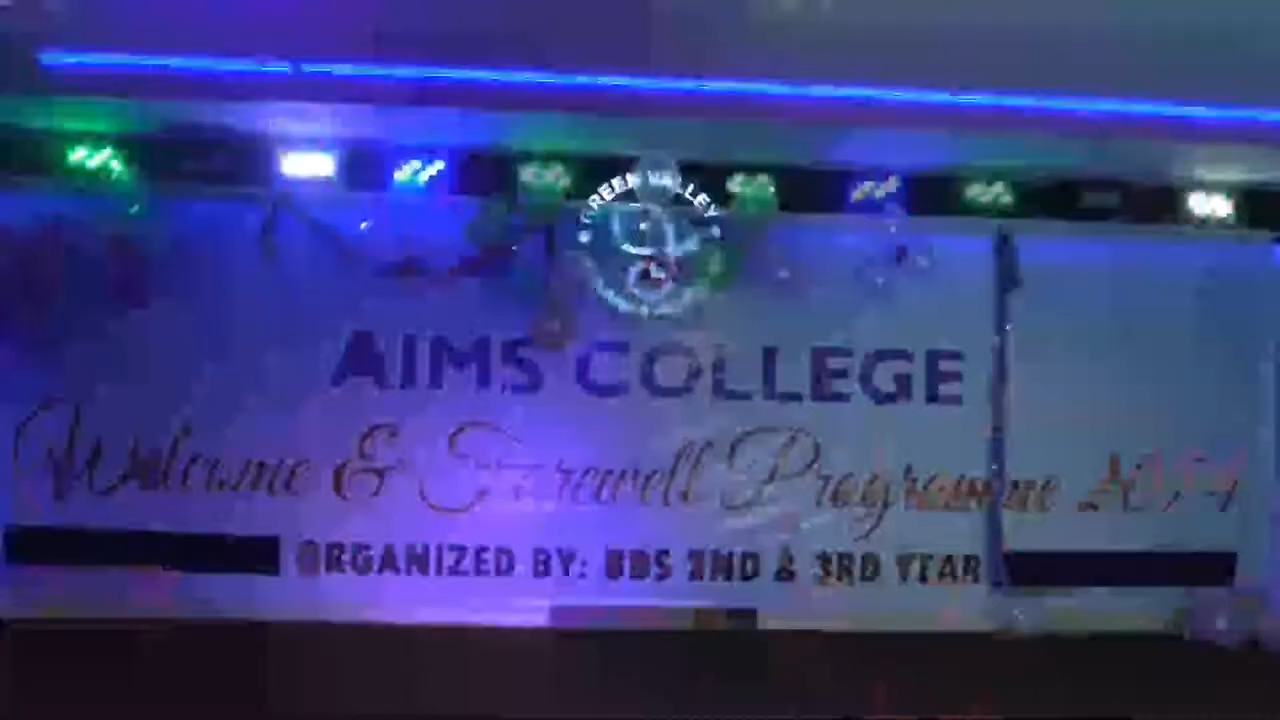 GREEN VALLEY
AIMS COLLEGE
Welcome & Farewell Programme
ORGANIZED BY: BBS 2ND & 3RD YEAR